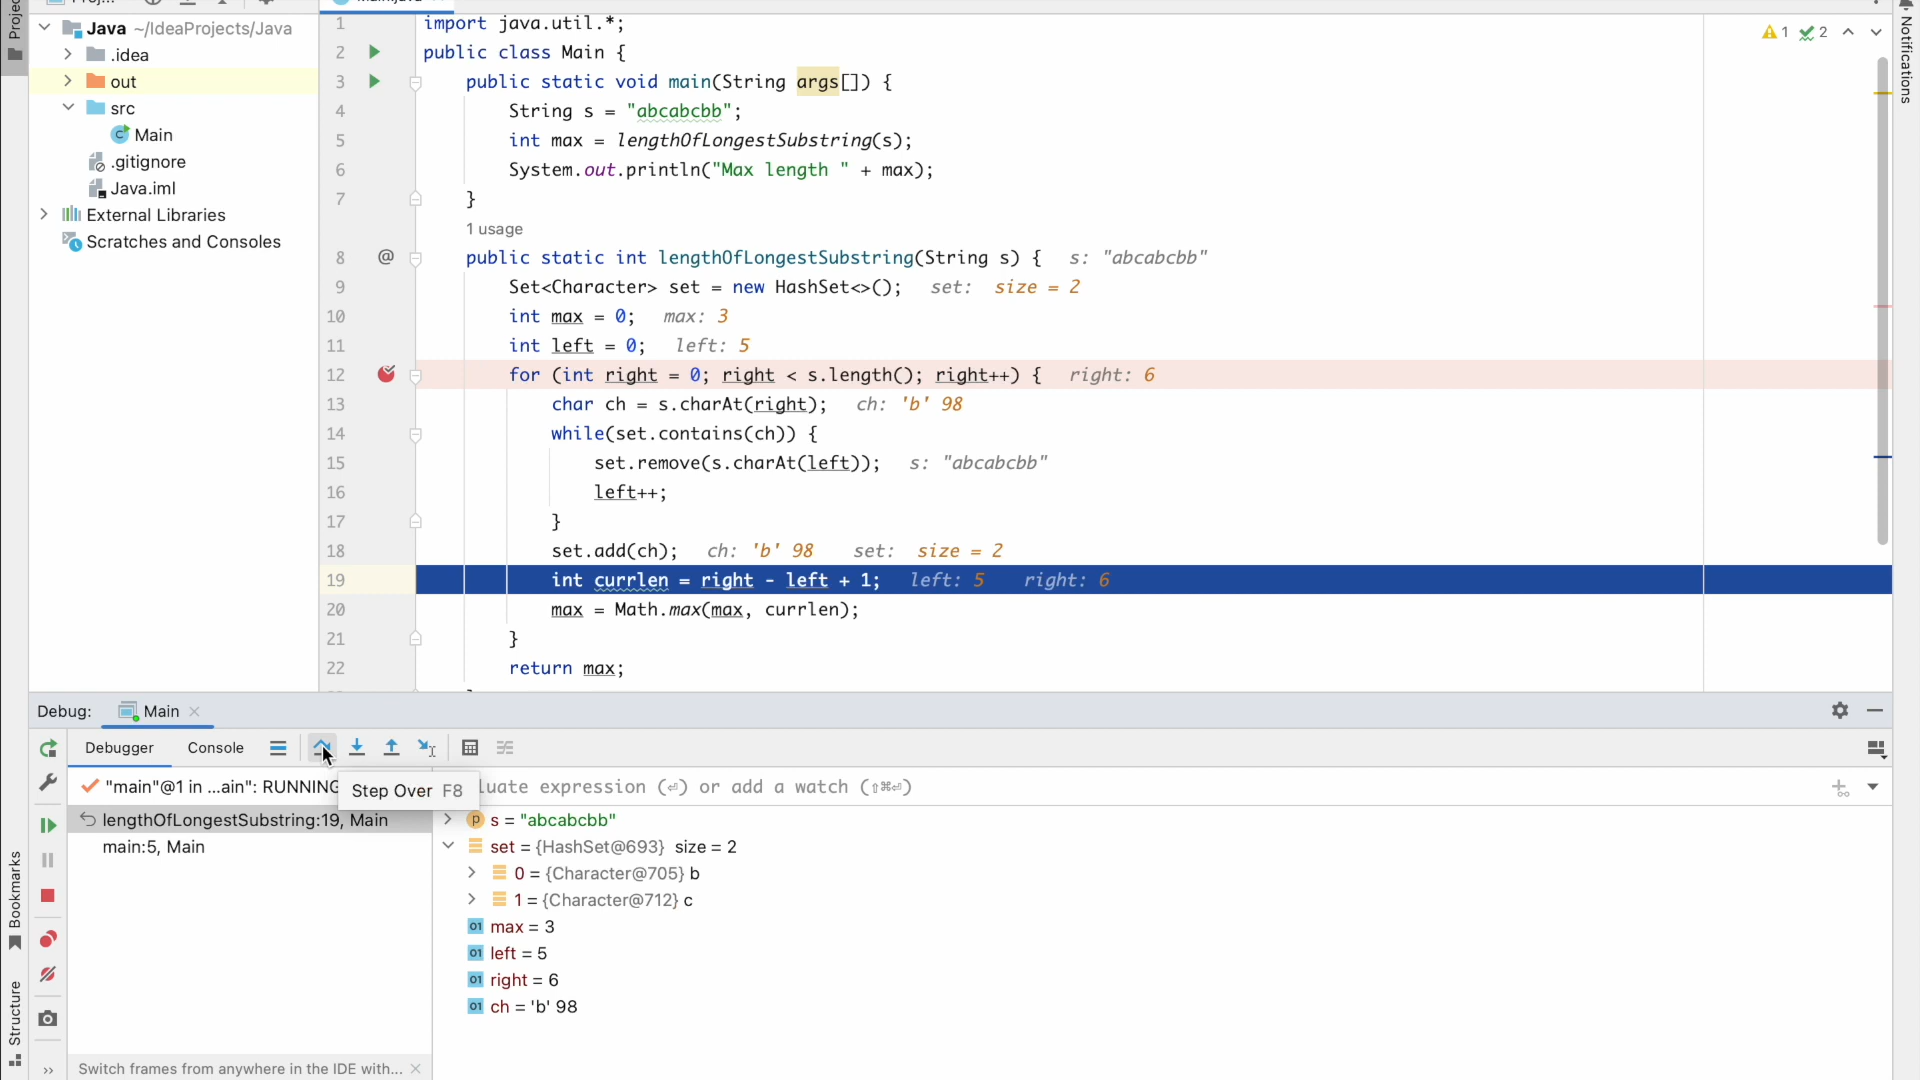 Java ~/IdeaProjects/Java
.idea
out
src
Main
.gitignore
Java.iml
External Libraries
Scratches and Consoles
1 import java.util.*;
2 public class Main {
3 public static void main(String args[]) {
4 String s = "abcabcbb";
5 int max = lengthOfLongestSubstring(s);
6 System.out.println("Max length " + max);
7 }
1 usage
8 @ public static int lengthOfLongestSubstring(String s) { s: "abcabcbb"
9 Set<Character> set = new HashSet<>(); set: size = 2
10 int max = 0; max: 3
11 int left = 0; left: 5
12 for (int right = 0; right < s.length(); right++) { right: 6
13 char ch = s.charAt(right); ch: 'b' 98
14 while(set.contains(ch)) {
15 set.remove(s.charAt(left)); s: "abcabcbb"
16 left++;
17 }
18 set.add(ch); ch: 'b' 98 set: size = 2
19 int currlen = right - left + 1; left: 5 right: 6
20 max = Math.max(max, currlen);
21 }
22 return max;
1 2
Notifications
Debug: Main
Debugger Console
"main"@1 in ...ain": RUNNING
Step Over F8
luate expression (⏎) or add a watch (⇧⌘⏎)
lengthOfLongestSubstring:19, Main
main:5, Main
s = "abcabcbb"
set = {HashSet@693} size = 2
0 = {Character@705} b
1 = {Character@712} c
max = 3
left = 5
right = 6
ch = 'b' 98
Bookmarks
Structure
Switch frames from anywhere in the IDE with...